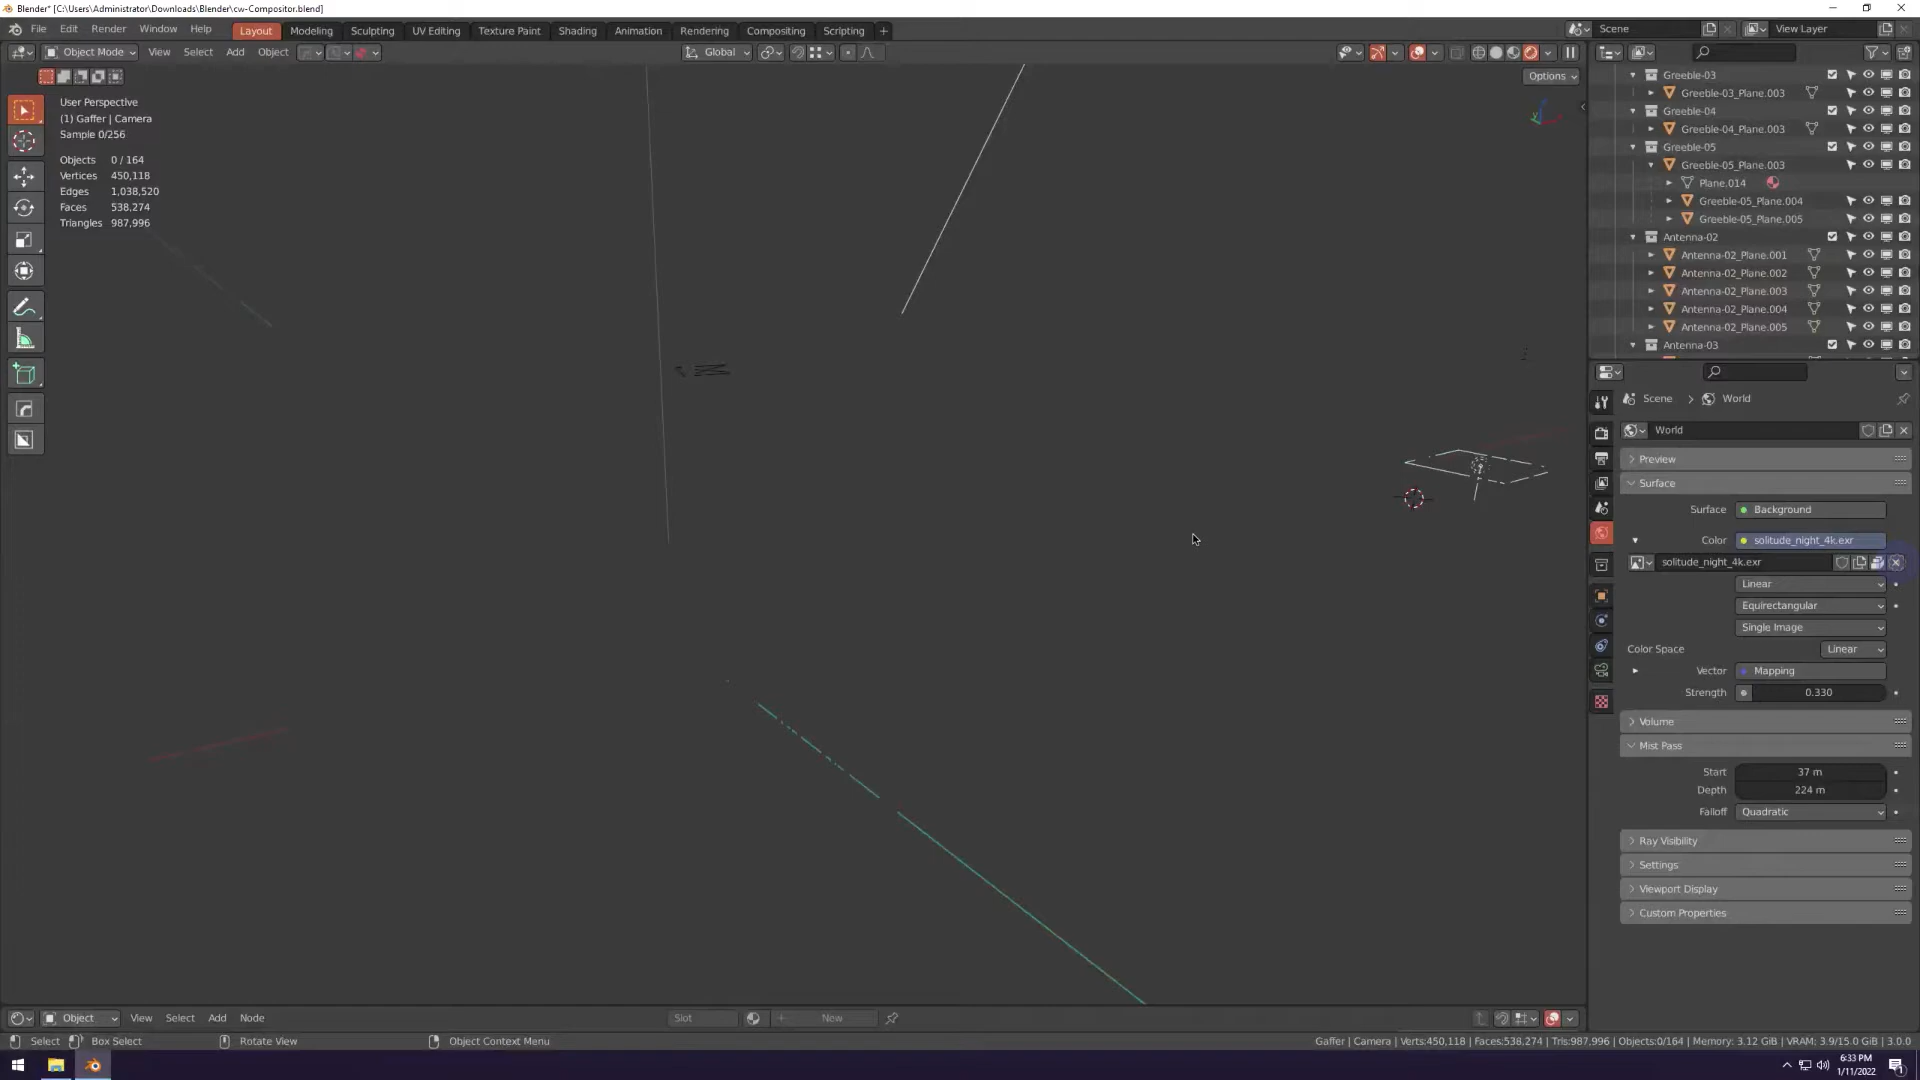 Blender* [C:\Users\Administrator\Downloads\Blender\cw-Compositor.blend]
File Edit Render Window Help Layout Modeling Sculpting UV Editing Texture Paint Shading Animation Rendering Compositing Scripting + Scene View Layer
Object Mode View Select Add Object Global
Options
User Perspective
(1) Gaffer | Camera
Sample 0/256
Objects 0 / 164
Vertices 450,118
Edges 1,038,520
Faces 538,274
Triangles 987,996
Y
Greeble-03
Greeble-03_Plane.003
Greeble-04
Greeble-04_Plane.003
Greeble-05
Greeble-05_Plane.003
Plane.014
Greeble-05_Plane.004
Greeble-05_Plane.005
Antenna-02
Antenna-02_Plane.001
Antenna-02_Plane.002
Antenna-02_Plane.003
Antenna-02_Plane.004
Antenna-02_Plane.005
Antenna-03
Scene > World
World
Preview
Surface
Surface Background
Color solitude_night_4k.exr
solitude_night_4k.exr
Linear
Equirectangular
Single Image
Color Space Linear
Vector Mapping
Strength 0.330
Volume
Mist Pass
Start 37 m
Depth 224 m
Falloff Quadratic
Ray Visibility
Settings
Viewport Display
Custom Properties
Object View Select Add Node Slot New
Select Box Select Rotate View Object Context Menu Gaffer | Camera | Verts:450,118 | Faces:538,274 | Tris:987,996 | Objects:0/164 | Memory: 3.12 GiB | VRAM: 3.9/15.0 GiB | 3.0.0
6:33 PM
1/11/2022